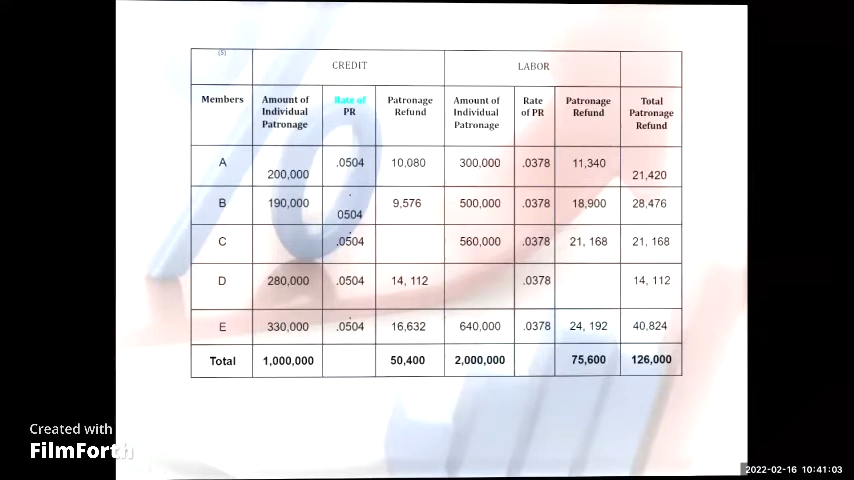 (5)
CREDIT LABOR
Members Amount of Individual Patronage Rate of PR Patronage Refund Amount of Individual Patronage Rate of PR Patronage Refund Total Patronage Refund
A 200,000 .0504 10,080 300,000 .0378 11,340 21,420
B 190,000 . 0504 9,576 500,000 .0378 18,900 28,476
C .0504 560,000 .0378 21, 168 21, 168
D 280,000 .0504 14, 112 .0378 14, 112
E 330,000 .0504 16,632 640,000 .0378 24, 192 40,824
Total 1,000,000 50,400 2,000,000 75,600 126,000
Created with
FilmForth
2022-02-16 10:41:03